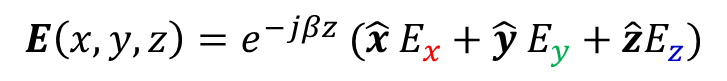 𝑬(x, y, z) = e^{-jβz} (𝒙̂ E_x + 𝒚̂ E_y + 𝒛̂E_z)